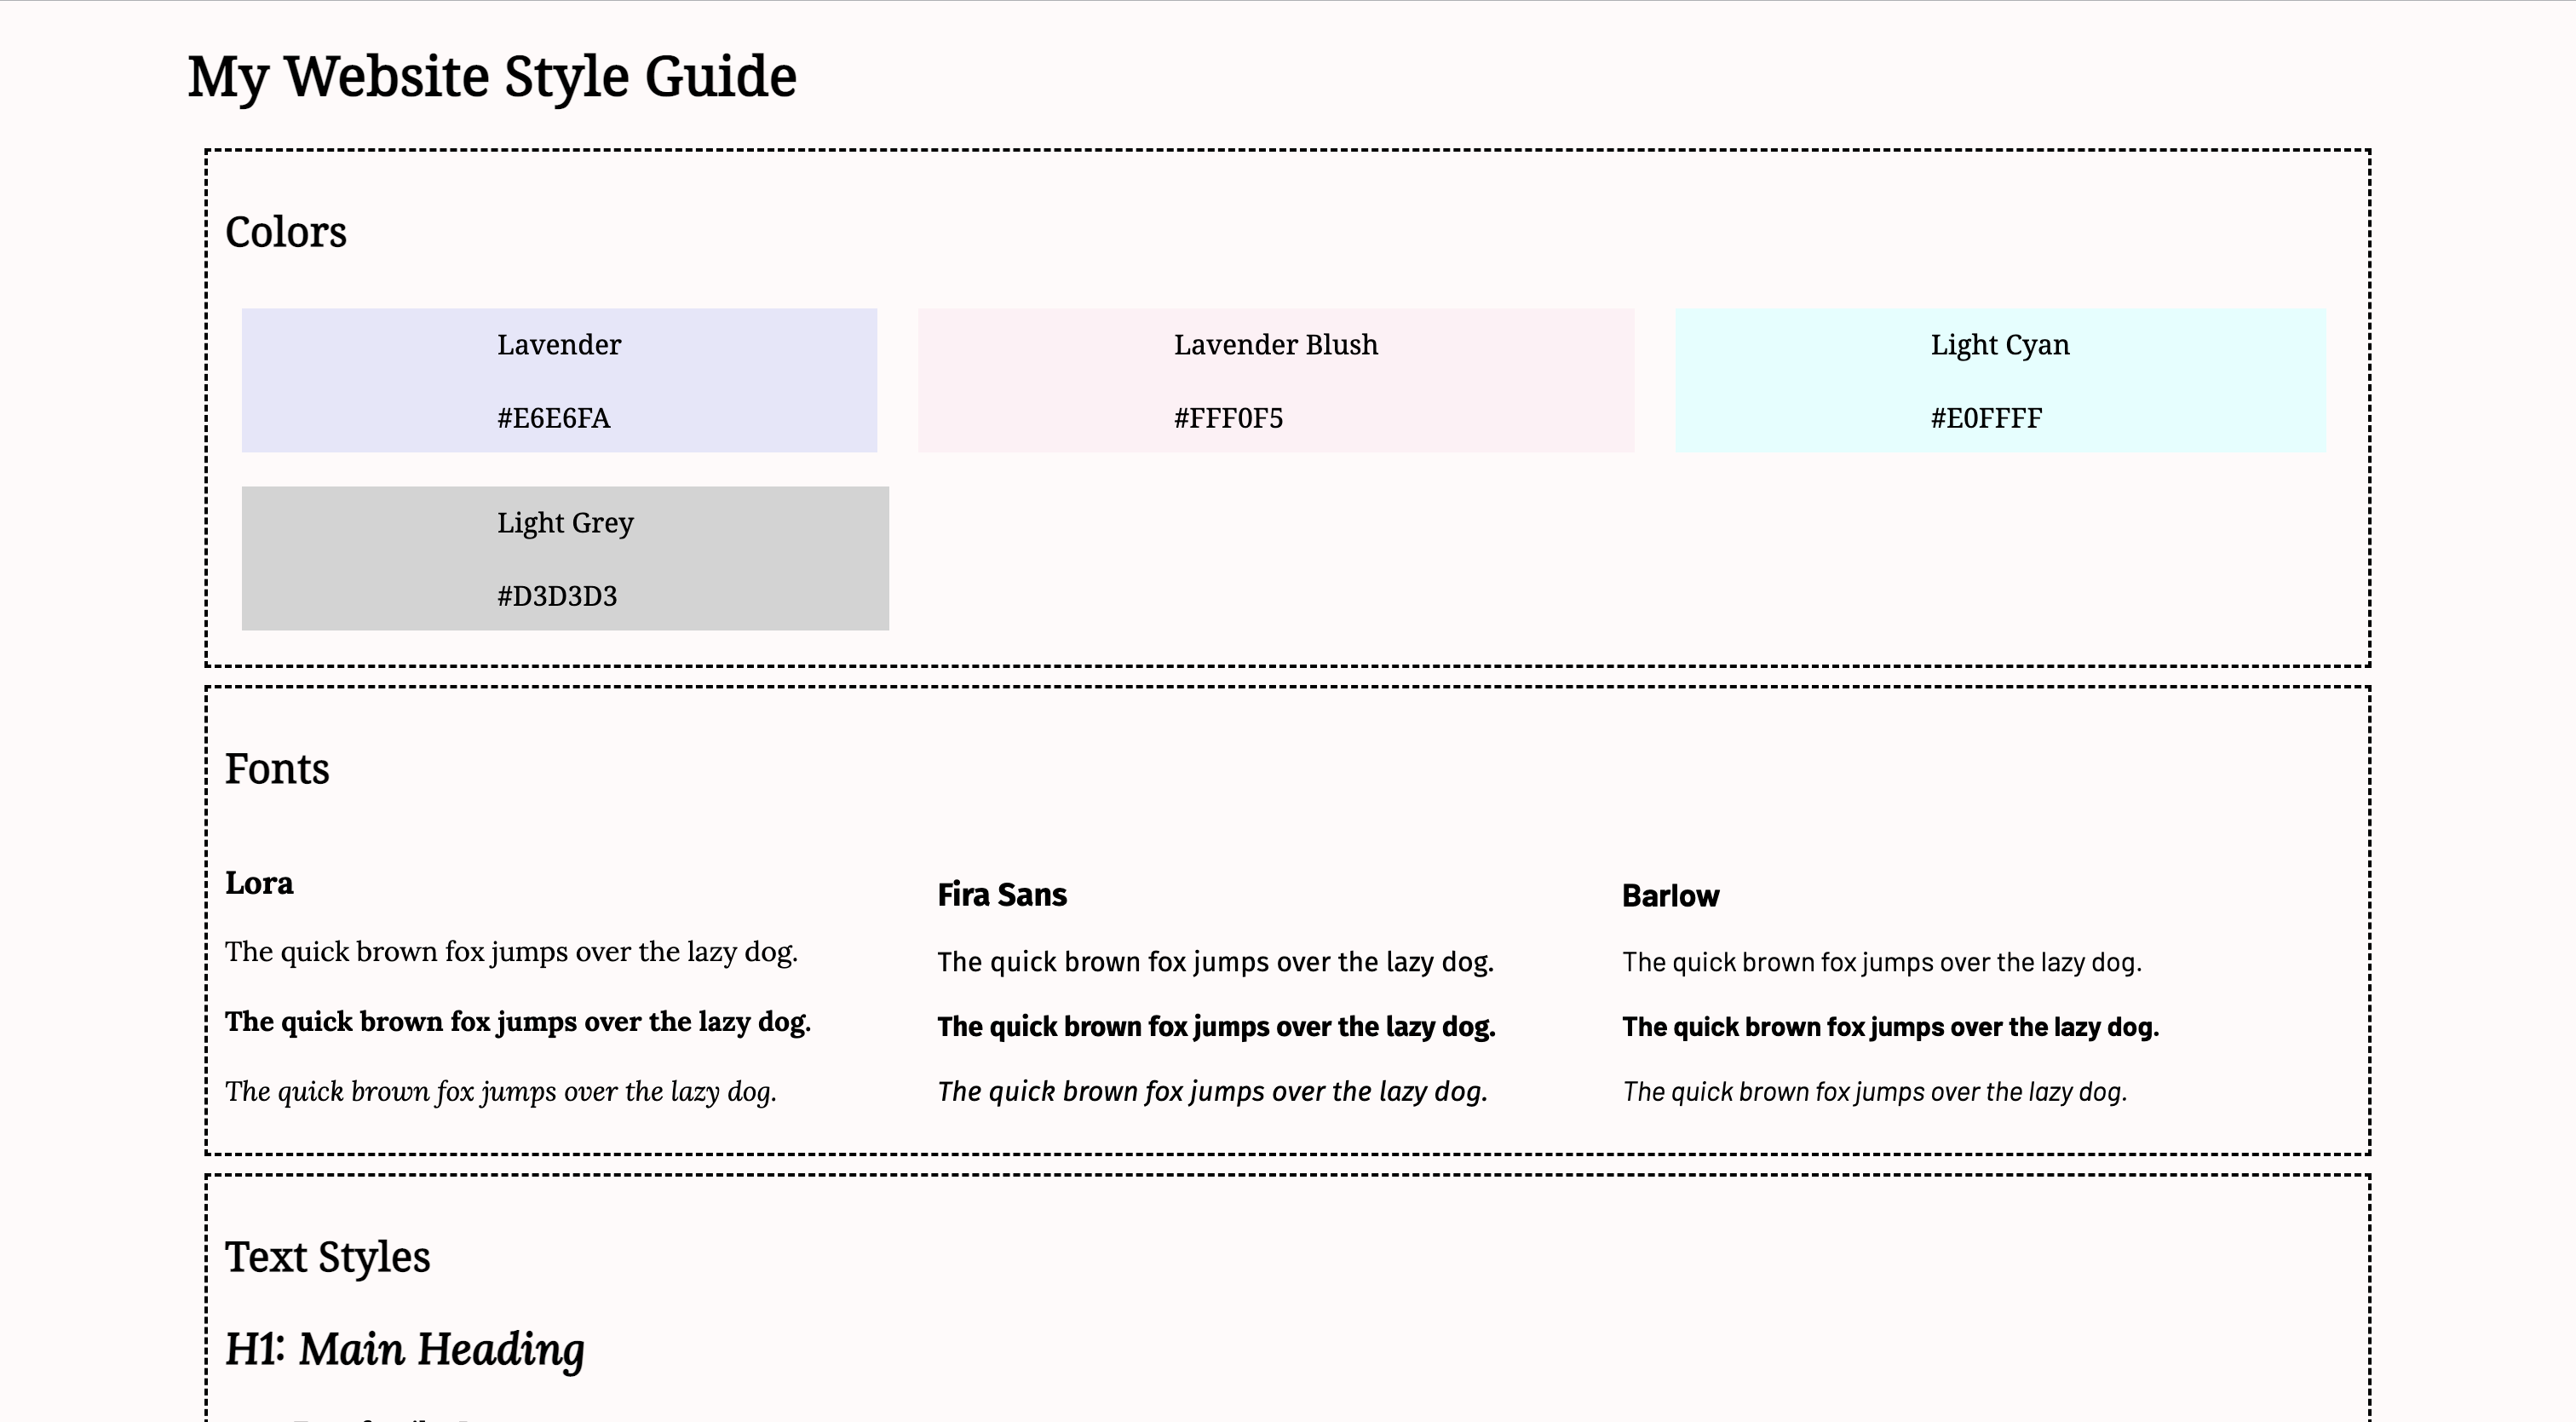 My Website Style Guide
Colors
Lavender
#E6E6FA
Lavender Blush
#FFF0F5
Light Cyan
#E0FFFF
Light Grey
#D3D3D3
Fonts
Lora
The quick brown fox jumps over the lazy dog.
The quick brown fox jumps over the lazy dog.
The quick brown fox jumps over the lazy dog.
Fira Sans
The quick brown fox jumps over the lazy dog.
The quick brown fox jumps over the lazy dog.
The quick brown fox jumps over the lazy dog.
Barlow
The quick brown fox jumps over the lazy dog.
The quick brown fox jumps over the lazy dog.
The quick brown fox jumps over the lazy dog.
Text Styles
H1: Main Heading